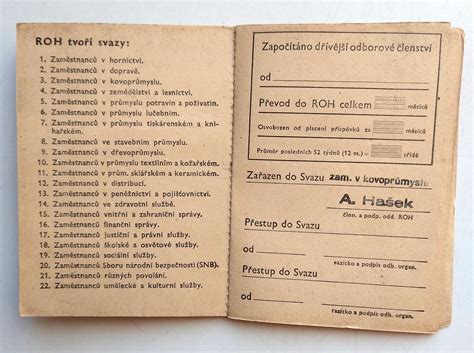 ROH tvoří svazy:
1. Zaměstnanců v hornictví.
2. Zaměstnanců v dopravě.
3. Zaměstnanců v kovoprůmyslu.
4. Zaměstnanců v zemědělství a lesnictví.
5. Zaměstnanců v průmyslu potravin a poživatin.
6. Zaměstnanců v průmyslu lučebním.
7. Zaměstnanců v průmyslu tiskárenském a kni-
hařském.
8. Zaměstnanců ve stavebním průmyslu.
9. Zaměstnanců v dřevoprůmyslu.
10. Zaměstnanců v průmyslu textilním a kožařském.
11. Zaměstnanců v prům. sklářském a keramickém.
12. Zaměstnanců v distribuci.
13. Zaměstnanců v peněžnictví a pojišťovnictví.
14. Zaměstnanců ve zdravotní službě.
15. Zaměstnanců vnitřní a zahraniční správy.
16. Zaměstnanců finanční správy.
17. Zaměstnanců justiční a právní služby.
18. Zaměstnanců školské a osvětové služby.
19. Zaměstnanců sociální služby.
20. Zaměstnanců Sboru národní bezpečnosti (SNB).
21. Zaměstnanců různých povolání.
22. Zaměstnanců umělecké a kulturní služby.
Započítáno dřívější odborové členství
od
Převod do ROH celkem
měsíců
Osvobozen od placení příspěvků za
měsíců
Průměr posledních 52 týdnů (12 m.)
třídě
Zařazen do Svazu zam. v kovoprůmyslu
A. Hašek
člen. a podp. odd. ROH
Přestup do Svazu
od
razítko a podpis odb. organ.
Přestup do Svazu
od
razítko a podpis odb. organ.